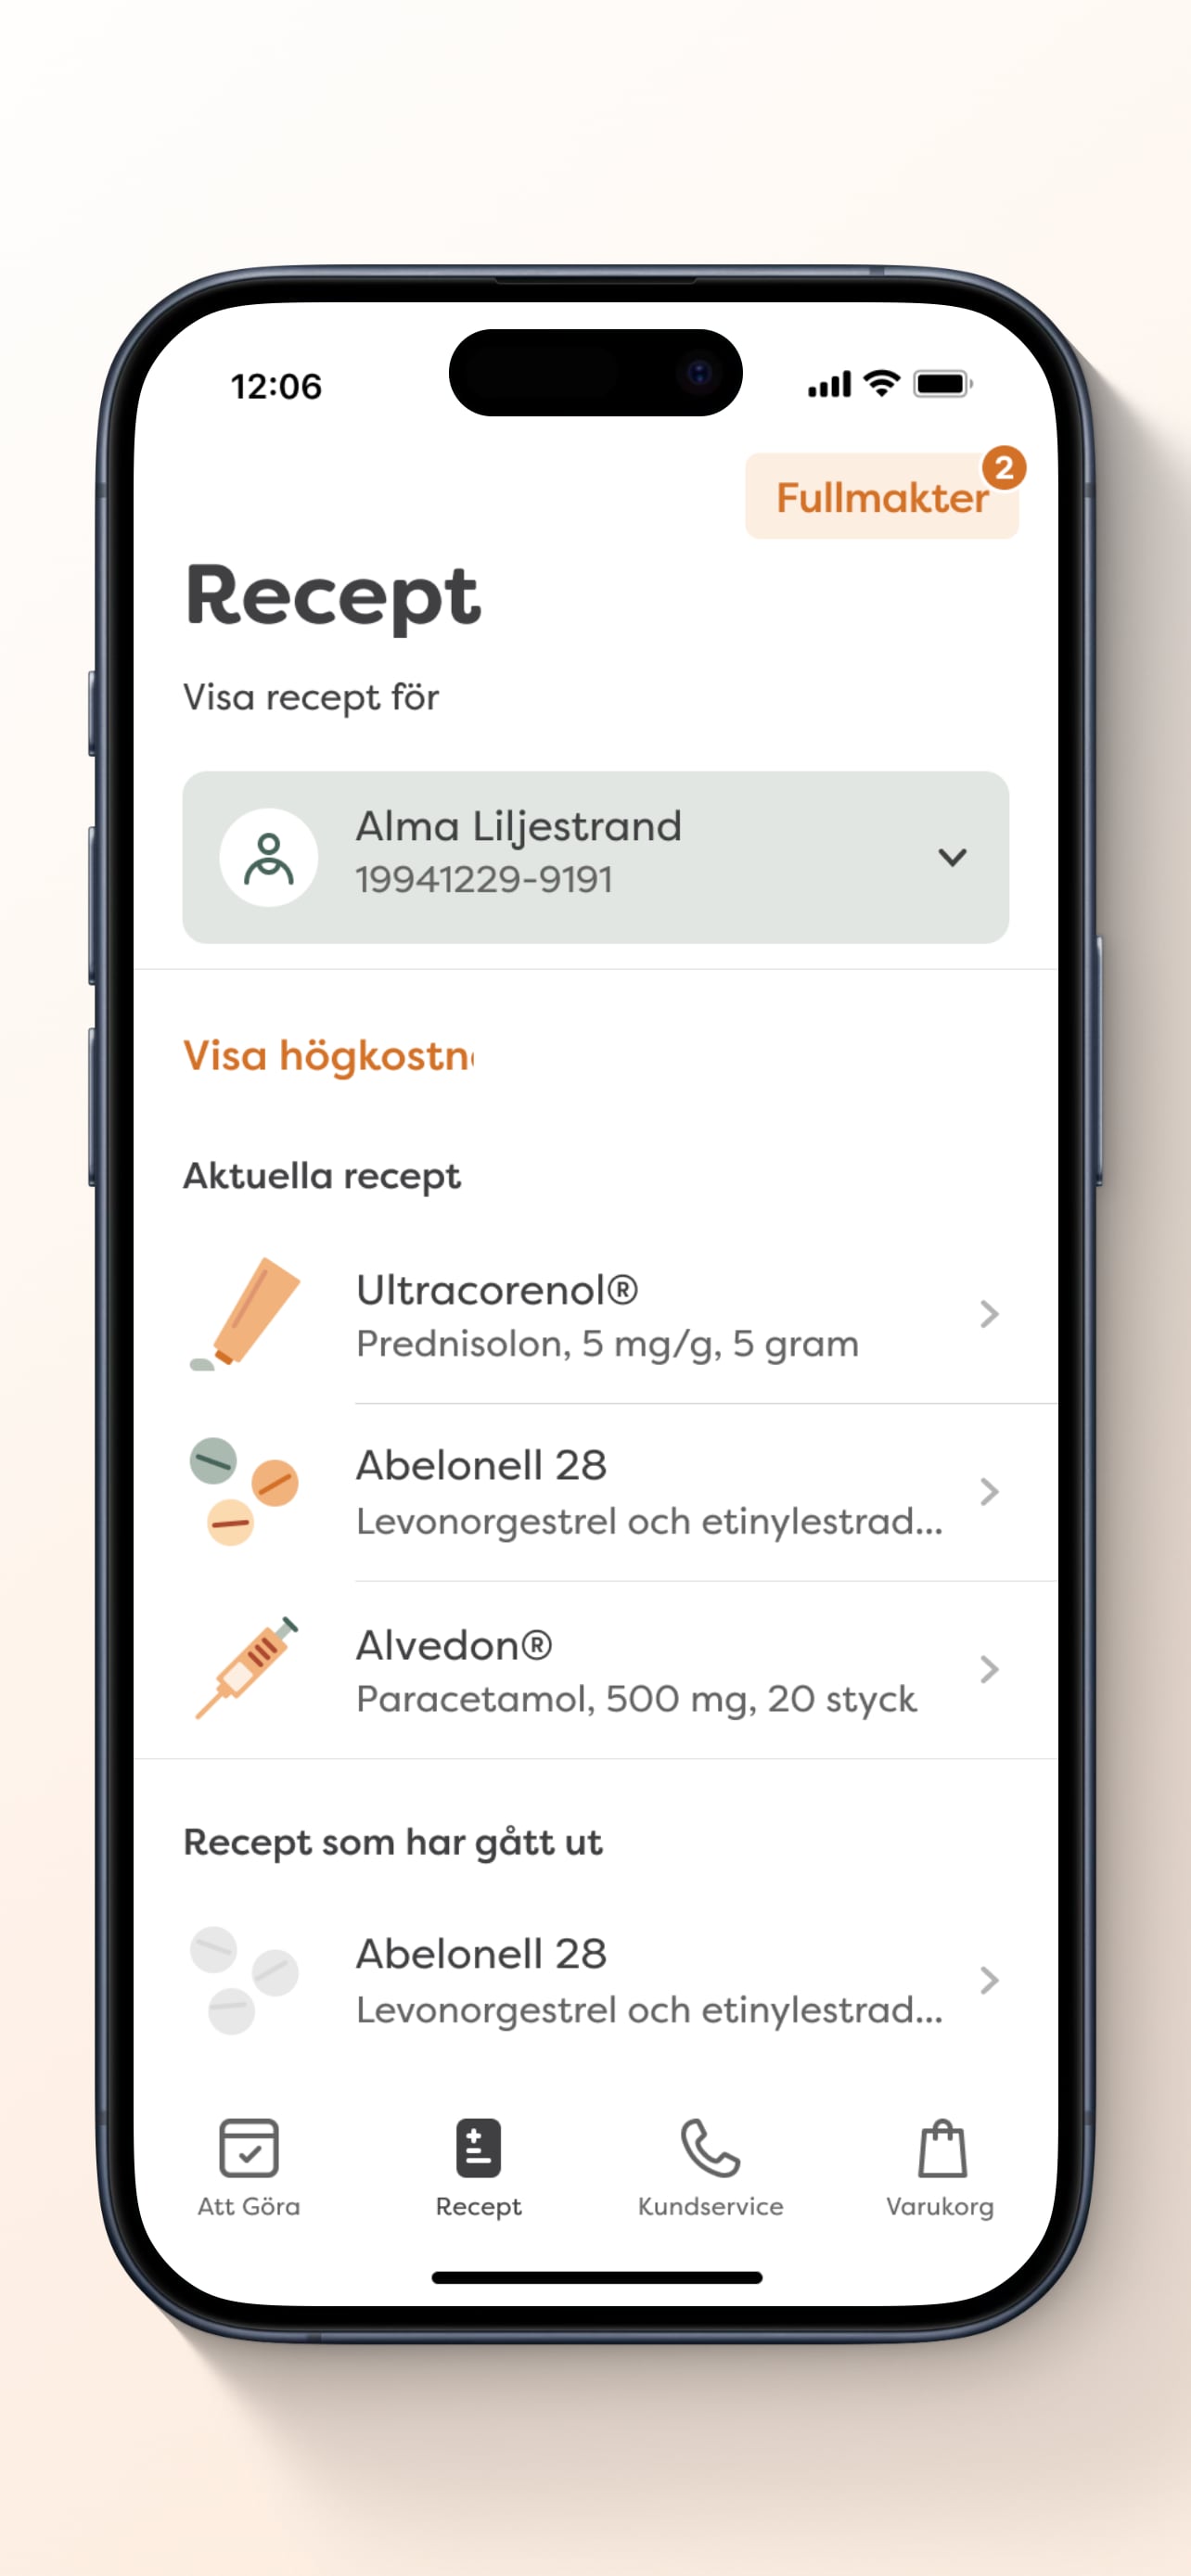 12:06
Fullmakter 2
Recept
Visa recept för
Alma Liljestrand
19941229-9191
Visa högkostn
Aktuella recept
Ultracorenol®
Prednisolon, 5 mg/g, 5 gram
Abelonell 28
Levonorgestrel och etinylestrad...
Alvedon®
Paracetamol, 500 mg, 20 styck
Recept som har gått ut
Abelonell 28
Levonorgestrel och etinylestrad...
Att Göra Recept Kundservice Varukorg